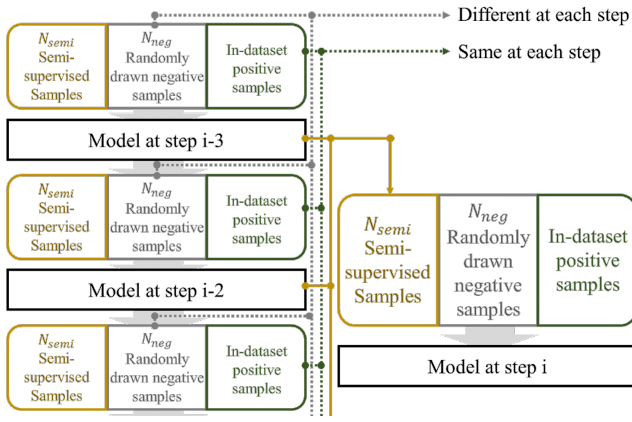 Different at each step
Same at each step
N_semi
Semi-
supervised
Samples
N_neg
Randomly
drawn negative
samples
In-dataset
positive
samples
Model at step i-3
N_semi
Semi-
supervised
Samples
N_neg
Randomly
drawn negative
samples
In-dataset
positive
samples
Model at step i-2
N_semi
Semi-
supervised
Samples
N_neg
Randomly
drawn negative
samples
In-dataset
positive
samples
N_semi
Semi-
supervised
Samples
N_neg
Randomly
drawn
negative
samples
In-dataset
positive
samples
Model at step i